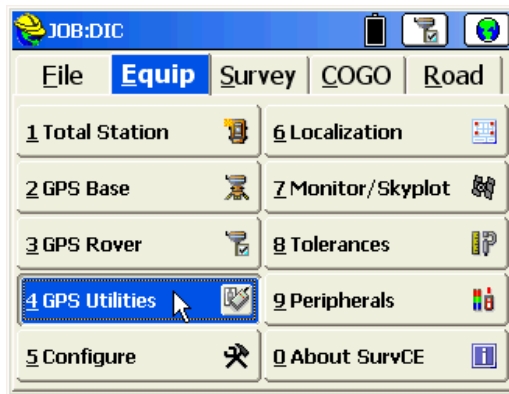 JOB:DIC
File Equip Survey COGO Road
1 Total Station
2 GPS Base
3 GPS Rover
4 GPS Utilities
5 Configure
6 Localization
7 Monitor/Skyplot
8 Tolerances
9 Peripherals
0 About SurvCE